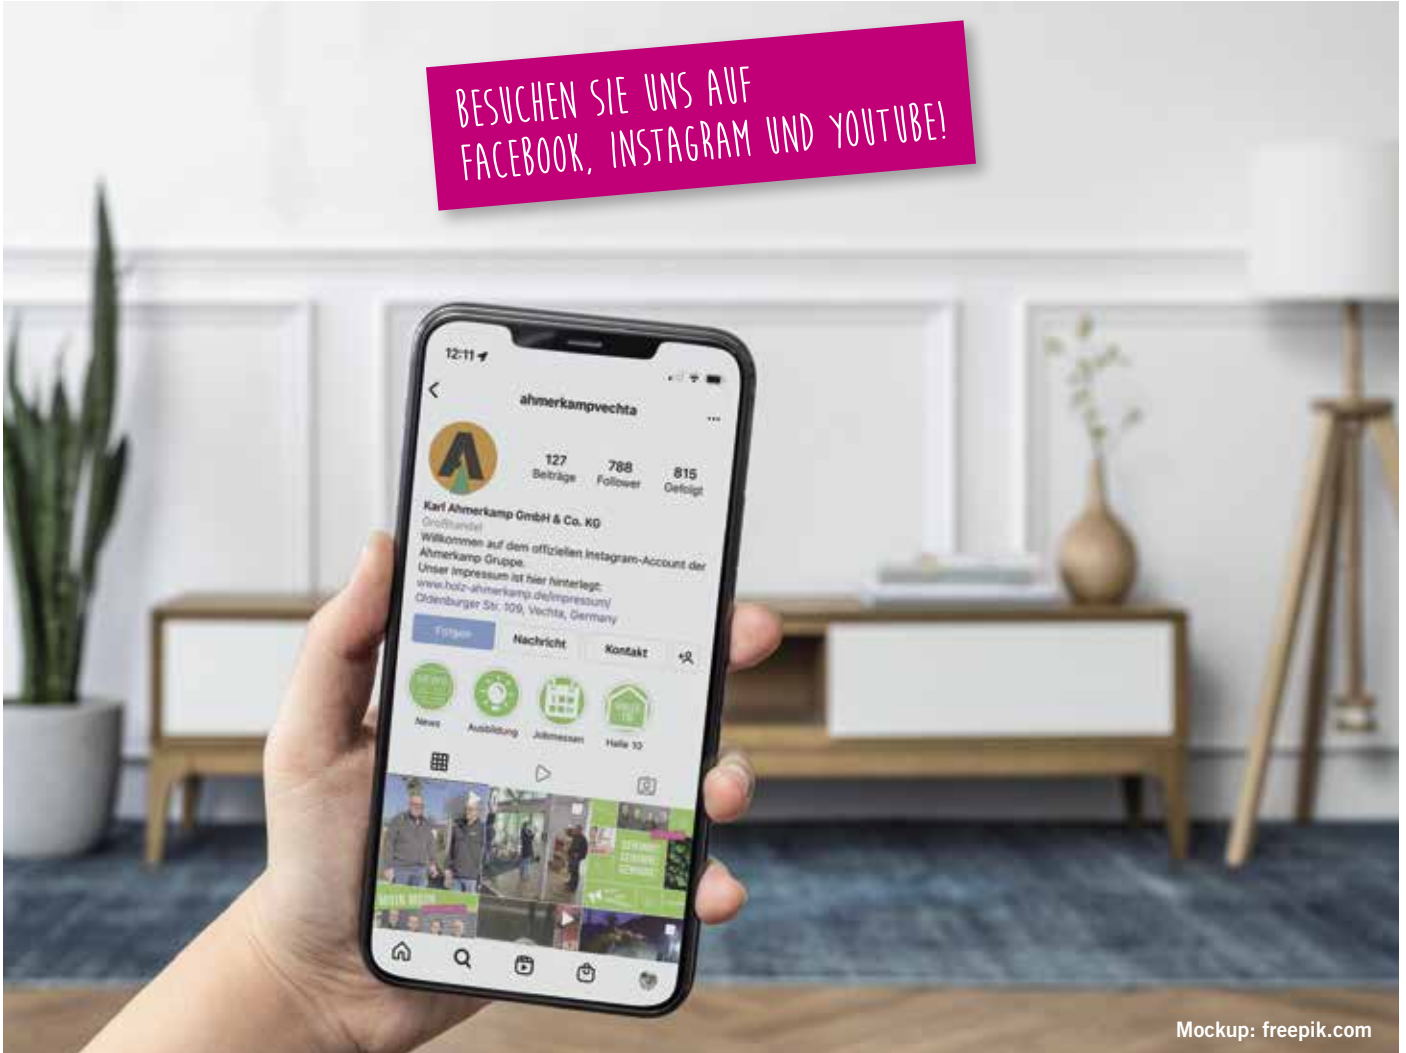 BESUCHEN SIE UNS AUF
FACEBOOK, INSTAGRAM UND YOUTUBE!
12:11
ahmerkampvechta
127 788 815
Beiträge Follower Gefolgt
Karl Ahmerkamp GmbH & Co. KG
Großhandel
Willkommen auf dem offiziellen Instagram-Account der
Ahmerkamp Gruppe.
Unser Impressum ist hier hinterlegt:
www.holz-ahmerkamp.de/impressum/
Oldenburger Str. 109, Vechta, Germany
Folgen Nachricht Kontakt
NEWS
HALLE
10
News Ausbildung Jobmessen Halle 10
Mockup: freepik.com